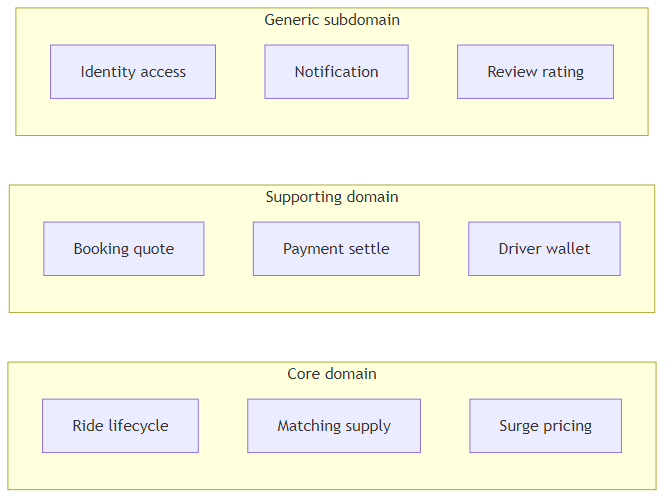 Generic subdomain
Identity access
Notification
Review rating
Supporting domain
Booking quote
Payment settle
Driver wallet
Core domain
Ride lifecycle
Matching supply
Surge pricing